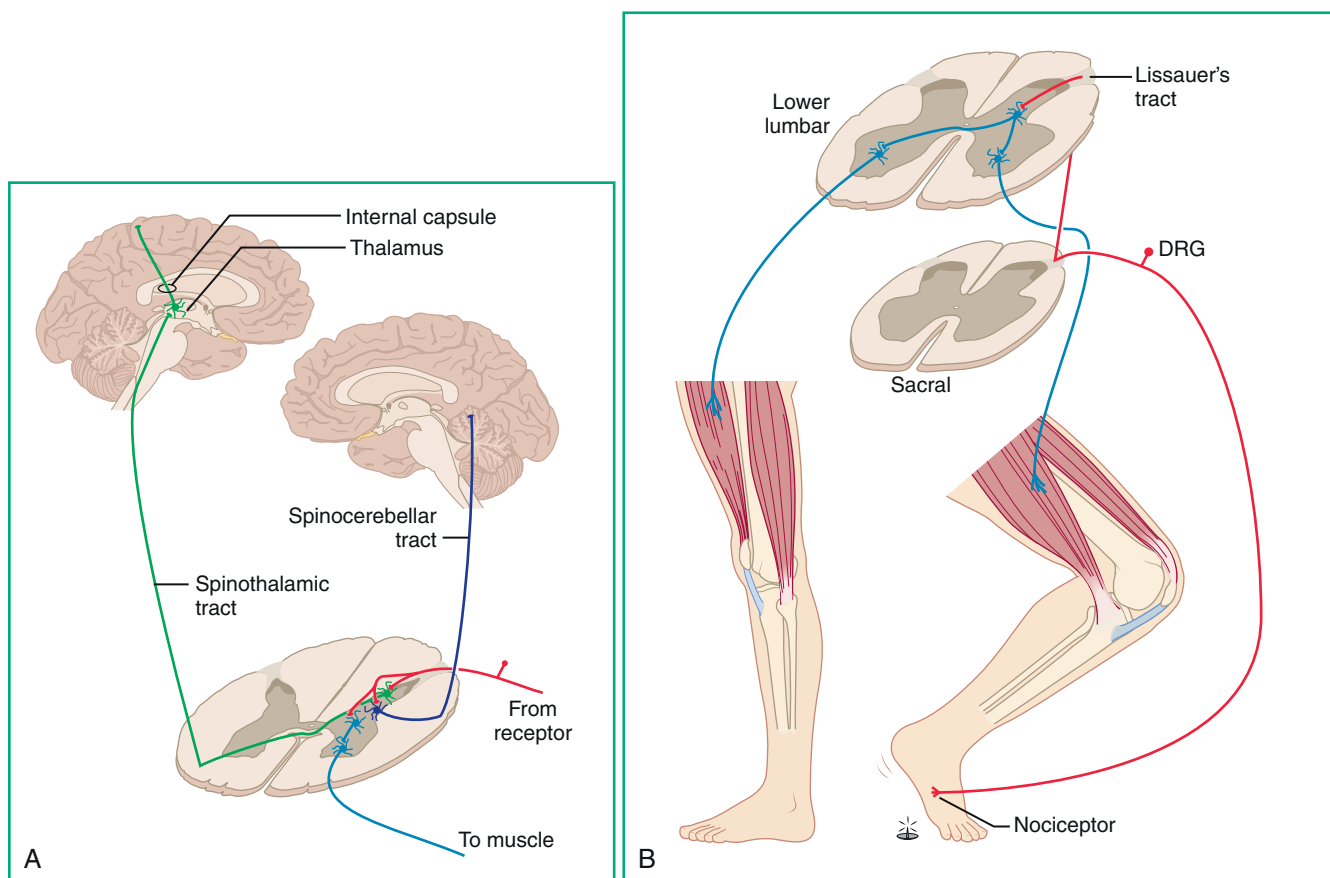 Internal capsule
Thalamus
Spinocerebellar
tract
Spinothalamic
tract
From
receptor
To muscle
A
Lissauer's
tract
Lower
lumbar
DRG
Sacral
Nociceptor
B